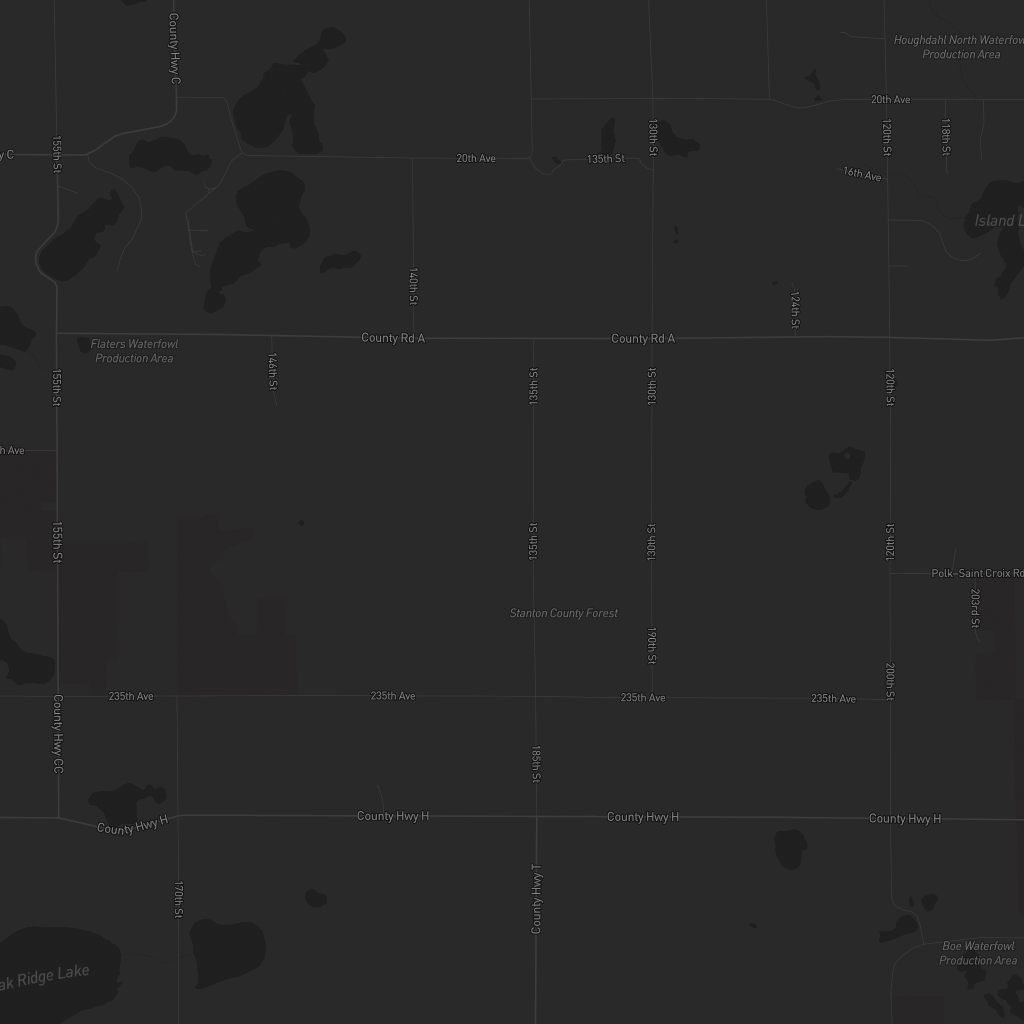 County Hwy C
Houghdahl North Waterfow
Production Area
20th Ave
155th St
y C
130th St
120th St
118th St
20th Ave
135th St
16th Ave
Island L
140th St
124th St
County Rd A
County Rd A
Flaters Waterfowl
Production Area
146th St
155th St
135th St
130th St
120th St
h Ave
155th St
135th St
130th St
120th St
Polk-Saint Croix Rd
203rd St
Stanton County Forest
190th St
200th St
235th Ave
235th Ave
235th Ave
235th Ave
County Hwy CC
185th St
County Hwy H
County Hwy H
County Hwy H
County Hwy H
170th St
County Hwy T
Boe Waterfowl
Production Area
ak Ridge Lake